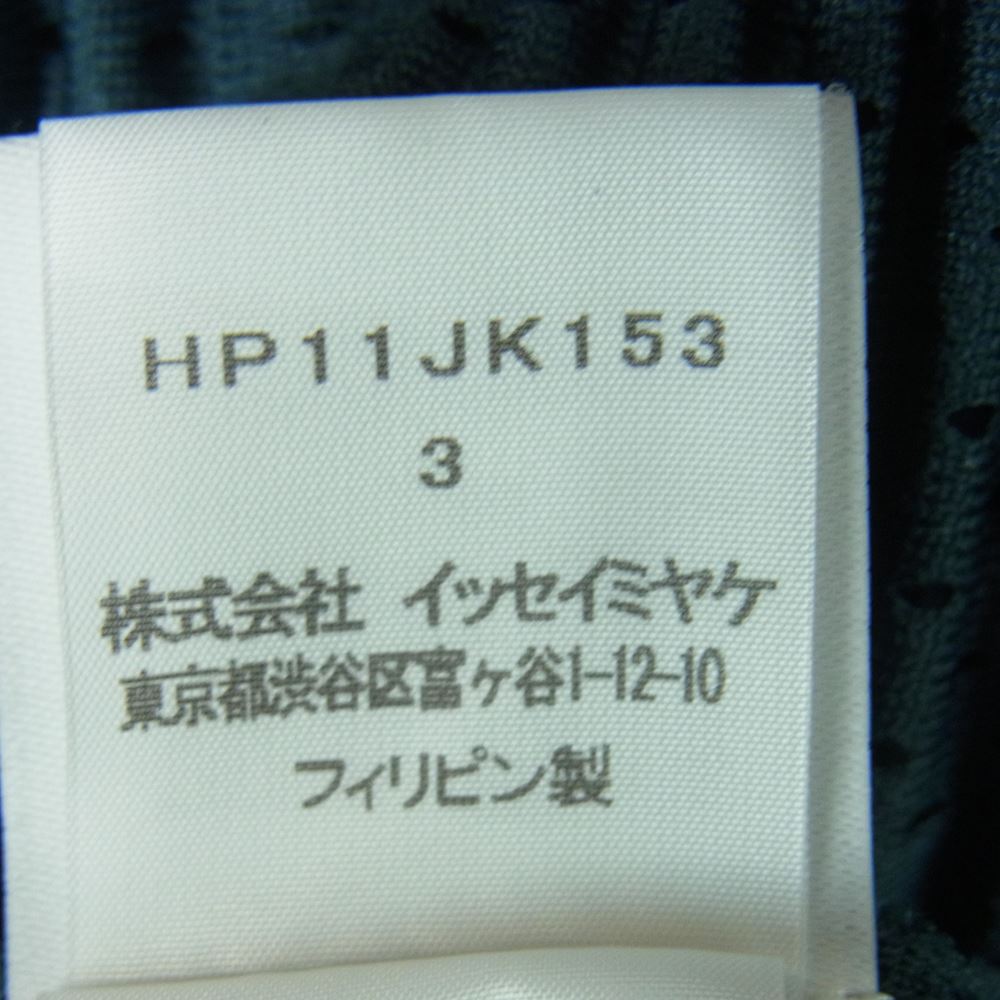 HP11JK153
3
株式会社 イッセイミヤケ
東京都渋谷区富ヶ谷1-12-10
フィリピン製